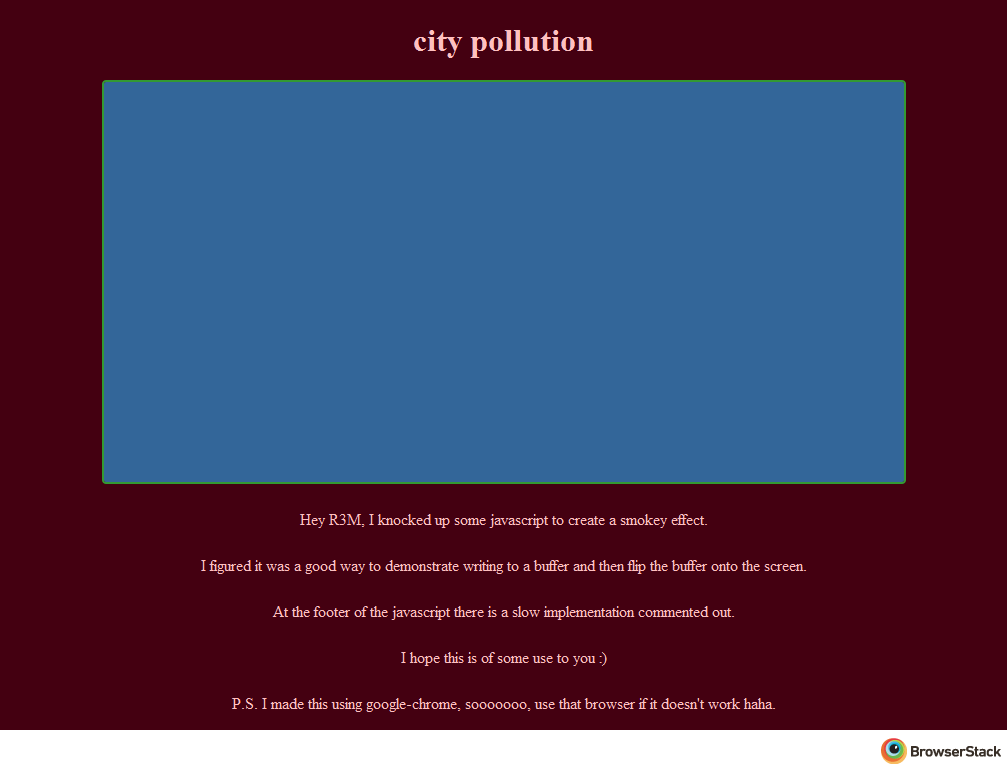 city pollution
Hey R3M, I knocked up some javascript to create a smokey effect.
I figured it was a good way to demonstrate writing to a buffer and then flip the buffer onto the screen.
At the footer of the javascript there is a slow implementation commented out.
I hope this is of some use to you :)
P.S. I made this using google-chrome, sooooooo, use that browser if it doesn't work haha.
BrowserStack